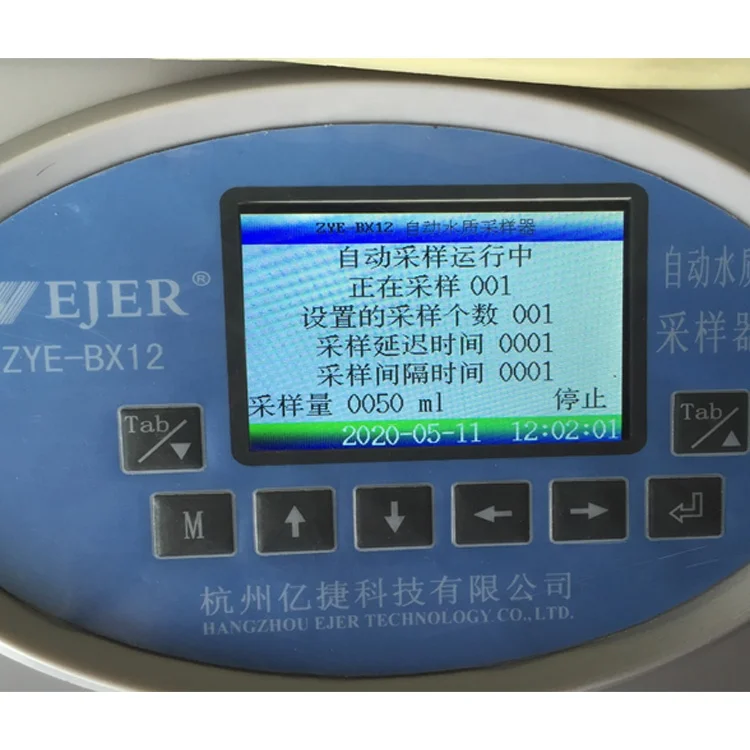 ZYE-BX12 自动水质采样器
自动采样运行中
正在采样 001
设置的采样个数 001
采样延迟时间 0001
采样间隔时间 0001
采样量 0050 ml 停止
2020-05-11 12:02:01
EJER®
ZYE-BX12
自动水质
采样器
Tab
Tab
M
杭州亿捷科技有限公司
HANGZHOU EJER TECHNOLOGY CO., LTD.